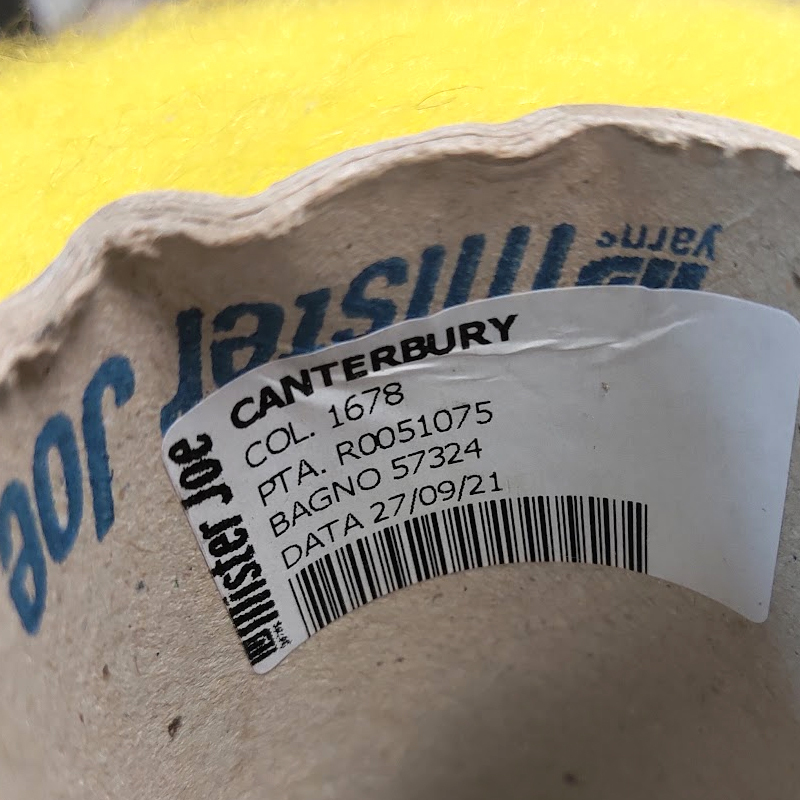 yarns
Mister Joe
CANTERBURY
COL. 1678
PTA. R0051075
BAGNO 57324
DATA 27/09/21
Mister Joe